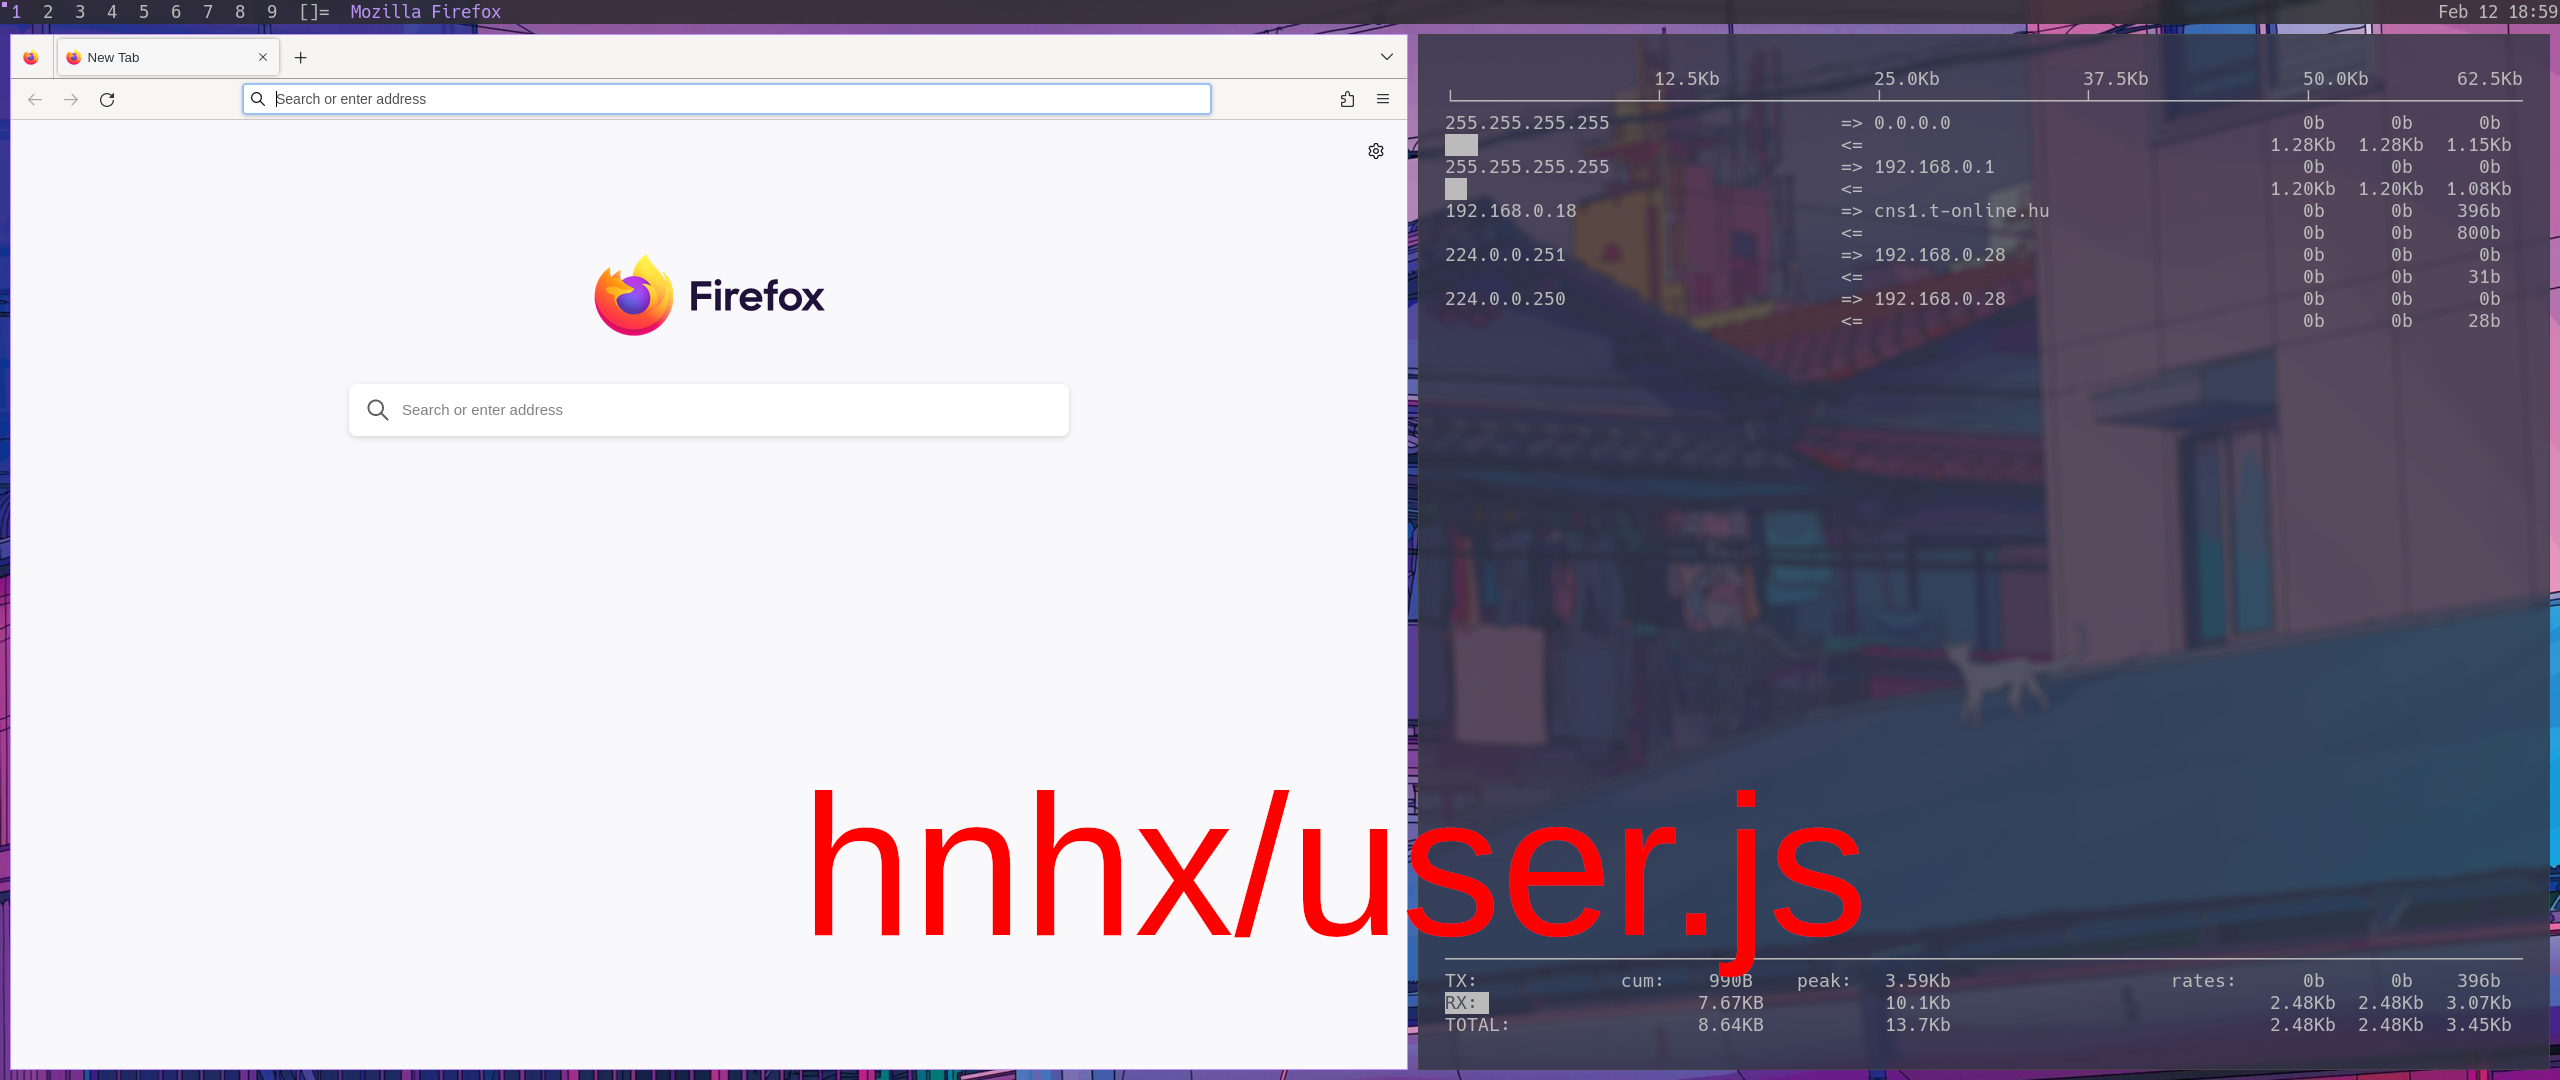 1 2 3 4 5 6 7 8 9 []= Mozilla Firefox Feb 12 18:59
New Tab
Search or enter address
Firefox
Search or enter address
12.5Kb 25.0Kb 37.5Kb 50.0Kb 62.5Kb
255.255.255.255 => 0.0.0.0 0b 0b 0b
<= 1.28Kb 1.28Kb 1.15Kb
255.255.255.255 => 192.168.0.1 0b 0b 0b
<= 1.20Kb 1.20Kb 1.08Kb
192.168.0.18 => cns1.t-online.hu 0b 0b 396b
<= 0b 0b 800b
224.0.0.251 => 192.168.0.28 0b 0b 0b
<= 0b 0b 31b
224.0.0.250 => 192.168.0.28 0b 0b 0b
<= 0b 0b 28b
hnhx/user.js
TX: cum: 990B peak: 3.59Kb rates: 0b 0b 396b
RX: 7.67KB 10.1Kb 2.48Kb 2.48Kb 3.07Kb
TOTAL: 8.64KB 13.7Kb 2.48Kb 2.48Kb 3.45Kb